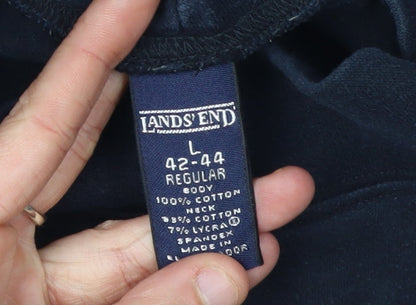 LANDS' END
L
42-44
REGULAR
BODY
100% COTTON
NECK
93% COTTON
7% LYCRA®
SPANDEX
MADE IN